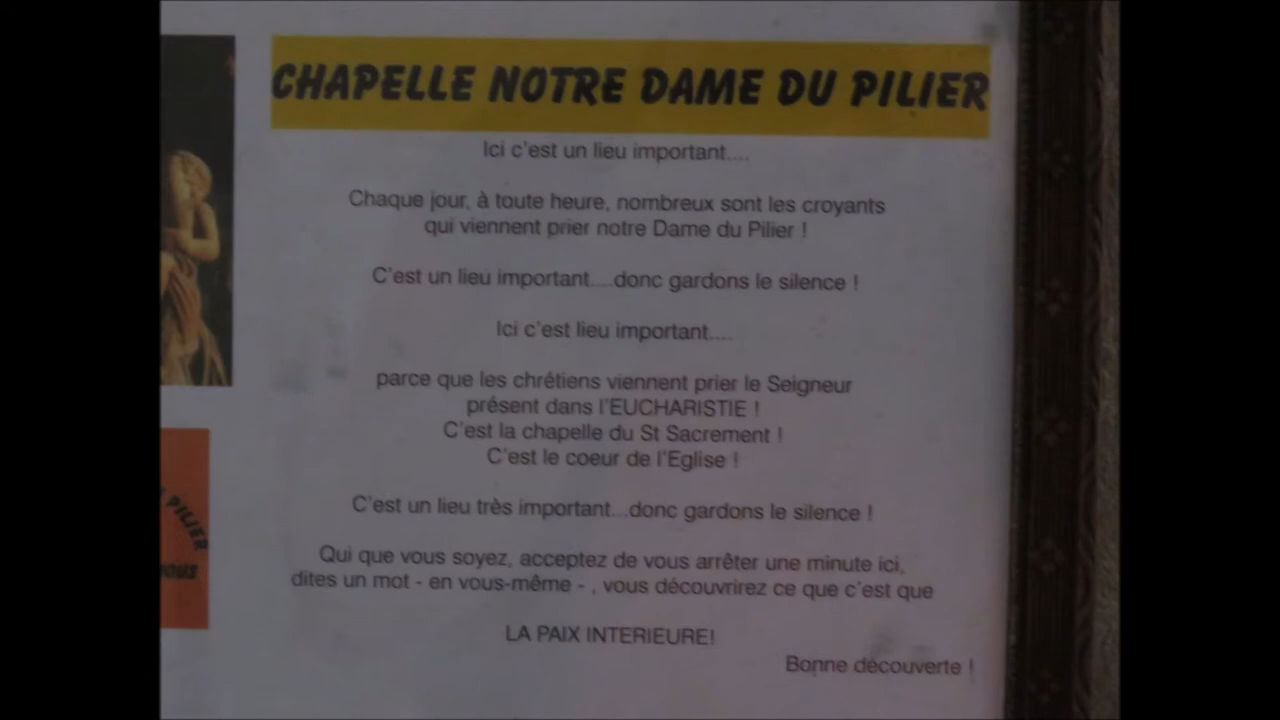 CHAPELLE NOTRE DAME DU PILIER
Ici c'est un lieu important....
Chaque jour, à toute heure, nombreux sont les croyants
qui viennent prier notre Dame du Pilier !
C'est un lieu important....donc gardons le silence !
Ici c'est lieu important....
parce que les chrétiens viennent prier le Seigneur
présent dans l'EUCHARISTIE !
C'est la chapelle du St Sacrement !
C'est le coeur de l'Eglise !
C'est un lieu très important...donc gardons le silence !
Qui que vous soyez, acceptez de vous arrêter une minute ici,
dites un mot - en vous-même - , vous découvrirez ce que c'est que
LA PAIX INTERIEURE!
Bonne découverte !
PILIER